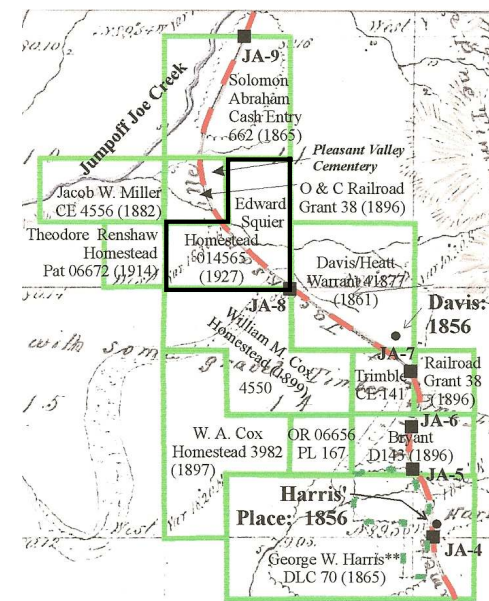 JA-9
Solomon
Abraham
Cash Entry
662 (1865)
Jumpoff Joe Creek
Pleasant Valley
Cementery
Jacob W. Miller
CE 4556 (1882)
O & C Railroad
Grant 38 (1896)
Edward
Squier
Homestead
014565
(1927)
Theodore Renshaw
Homestead
Pat 06672 (1914)
Davis/Heatt
Warrant 41877
(1861)
JA-8
Davis:
1856
William M. Cox
Homestead (1899)
4550
with som
JA-7
Trimble
CE 141
Railroad
Grant 38
(1896)
JA-6
W. A. Cox
Homestead 3982
(1897)
OR 06656
PL 167
Bryant
D143 (1896)
JA-5
Harris'
Place: 1856
West
JA-4
George W. Harris**
DLC 70 (1865)